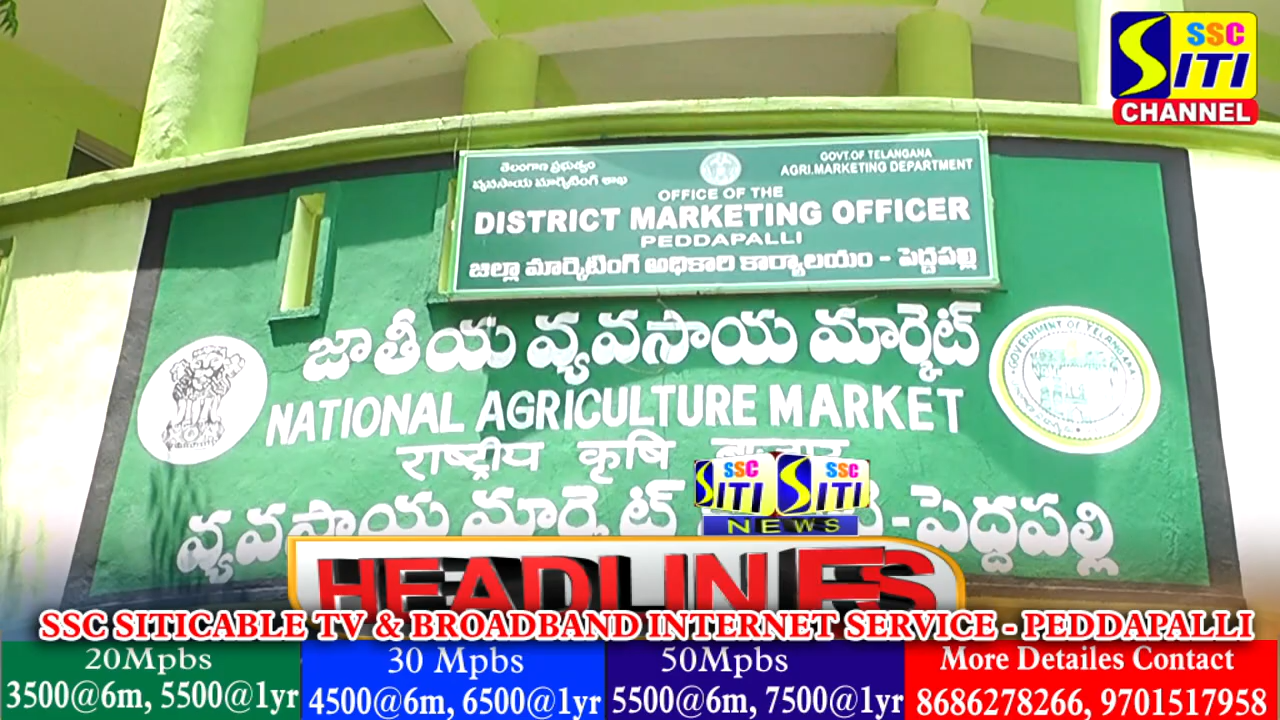 SSC
SITI
CHANNEL
తెలంగాణ ప్రభుత్వం
వ్యవసాయ మార్కెటింగ్ శాఖ
GOVT.OF TELANGANA
AGRI.MARKETING DEPARTMENT
OFFICE OF THE
DISTRICT MARKETING OFFICER
PEDDAPALLI
జిల్లా మార్కెటింగ్ అధికారి కార్యాలయం - పెద్దపల్లి
జాతీయ వ్యవసాయ మార్కెట్
GOVERNMENT OF TELANGANA
NATIONAL AGRICULTURE MARKET
राष्ट्रीय कृषि
SSC SSC
SITI SITI
NEWS
వ్యవసాయ మార్కెట్ - పెద్దపల్లి
HEADLINES
SSC SITICABLE TV & BROADBAND INTERNET SERVICE - PEDDAPALLI
20Mpbs
3500@6m, 5500@1yr
30 Mpbs
4500@6m, 6500@1yr
50Mpbs
5500@6m, 7500@1yr
More Detailes Contact
8686278266, 9701517958